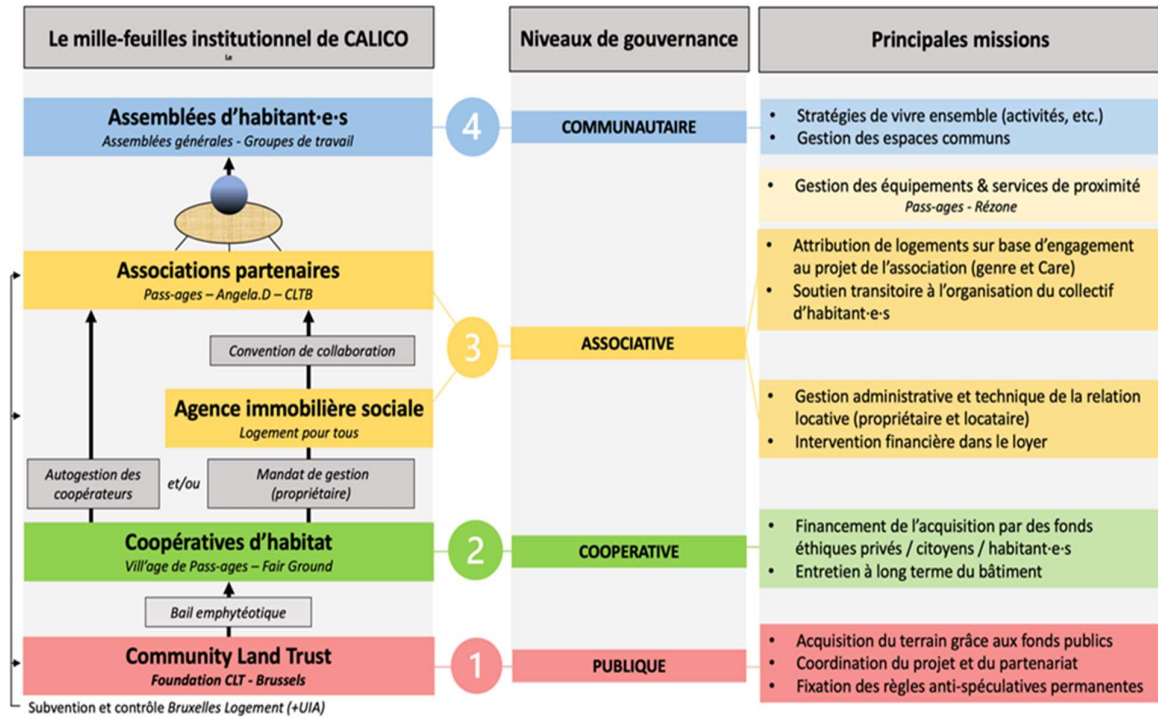 Le mille-feuilles institutionnel de CALICO
Le
Niveaux de gouvernance
Principales missions
Assemblées d'habitant·e·s
Assemblées générales - Groupes de travail
4
COMMUNAUTAIRE
• Stratégies de vivre ensemble (activités, etc.)
• Gestion des espaces communs
• Gestion des équipements & services de proximité
Pass-ages - Rézone
Associations partenaires
Pass-ages – Angela.D – CLTB
• Attribution de logements sur base d'engagement
au projet de l'association (genre et Care)
• Soutien transitoire à l'organisation du collectif
d'habitant·e·s
Convention de collaboration
3
ASSOCIATIVE
Agence immobilière sociale
Logement pour tous
• Gestion administrative et technique de la relation
locative (propriétaire et locataire)
• Intervention financière dans le loyer
Autogestion des
coopérateurs
et/ou
Mandat de gestion
(propriétaire)
Coopératives d'habitat
Vill'age de Pass-ages – Fair Ground
2
COOPERATIVE
• Financement de l'acquisition par des fonds
éthiques privés / citoyens / habitant·e·s
• Entretien à long terme du bâtiment
Bail emphytéotique
Community Land Trust
Foundation CLT - Brussels
1
PUBLIQUE
• Acquisition du terrain grâce aux fonds publics
• Coordination du projet et du partenariat
• Fixation des règles anti-spéculatives permanentes
Subvention et contrôle Bruxelles Logement (+UIA)